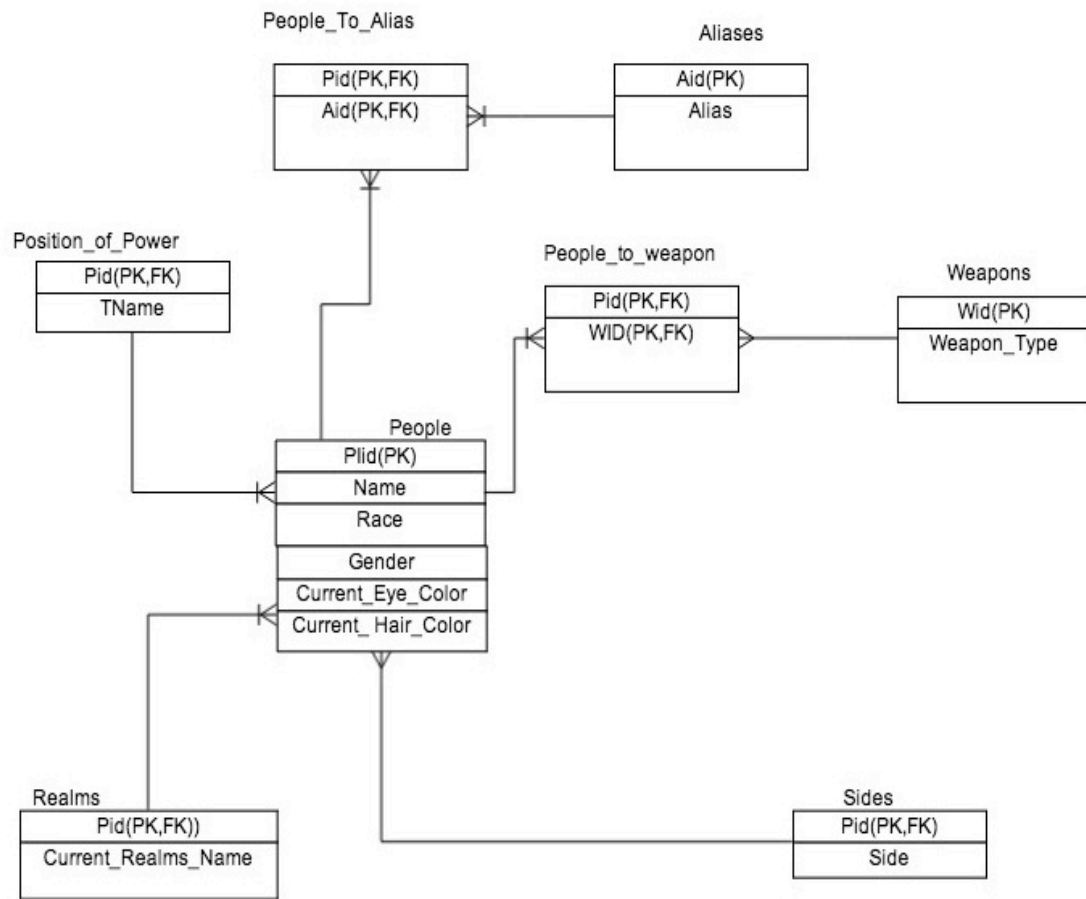 People_To_Alias
Pid(PK,FK)
Aid(PK,FK)
Aliases
Aid(PK)
Alias
Position_of_Power
Pid(PK,FK)
TName
People_to_weapon
Pid(PK,FK)
WID(PK,FK)
Weapons
Wid(PK)
Weapon_Type
People
Plid(PK)
Name
Race
Gender
Current_Eye_Color
Current_ Hair_Color
Realms
Pid(PK,FK))
Current_Realms_Name
Sides
Pid(PK,FK)
Side